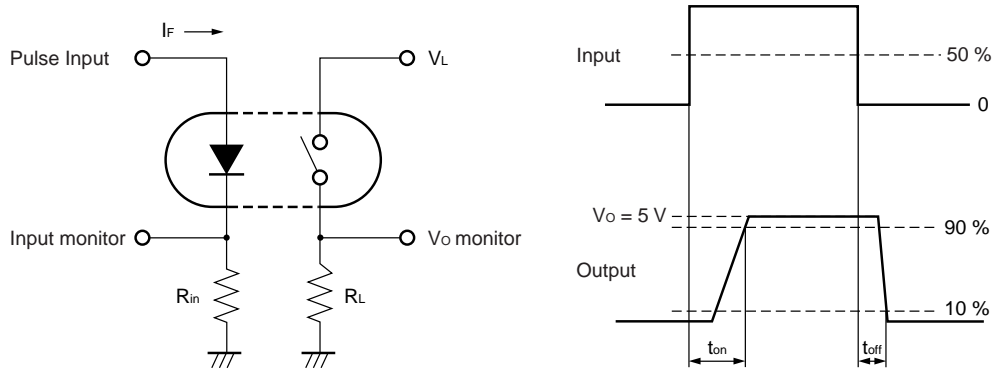 IF
Pulse Input
VL
Input monitor
VO monitor
Rin
RL
Input
50 %
0
VO = 5 V
90 %
Output
10 %
ton
toff